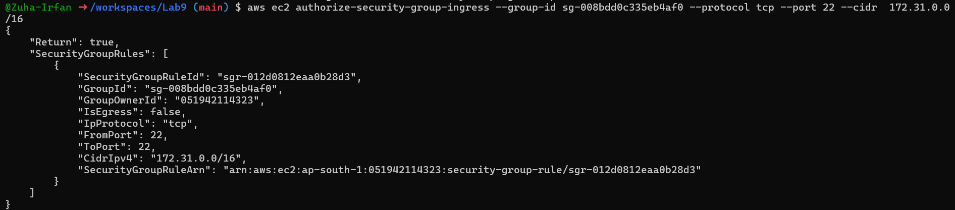 @Zuha-Irfan ➜ /workspaces/Lab9 (main) $ aws ec2 authorize-security-group-ingress --group-id sg-008bdd0c335eb4af0 --protocol tcp --port 22 --cidr  172.31.0.0
/16
{
    "Return": true,
    "SecurityGroupRules": [
        {
            "SecurityGroupRuleId": "sgr-012d0812eaa0b28d3",
            "GroupId": "sg-008bdd0c335eb4af0",
            "GroupOwnerId": "051942114323",
            "IsEgress": false,
            "IpProtocol": "tcp",
            "FromPort": 22,
            "ToPort": 22,
            "CidrIpv4": "172.31.0.0/16",
            "SecurityGroupRuleArn": "arn:aws:ec2:ap-south-1:051942114323:security-group-rule/sgr-012d0812eaa0b28d3"
        }
    ]
}